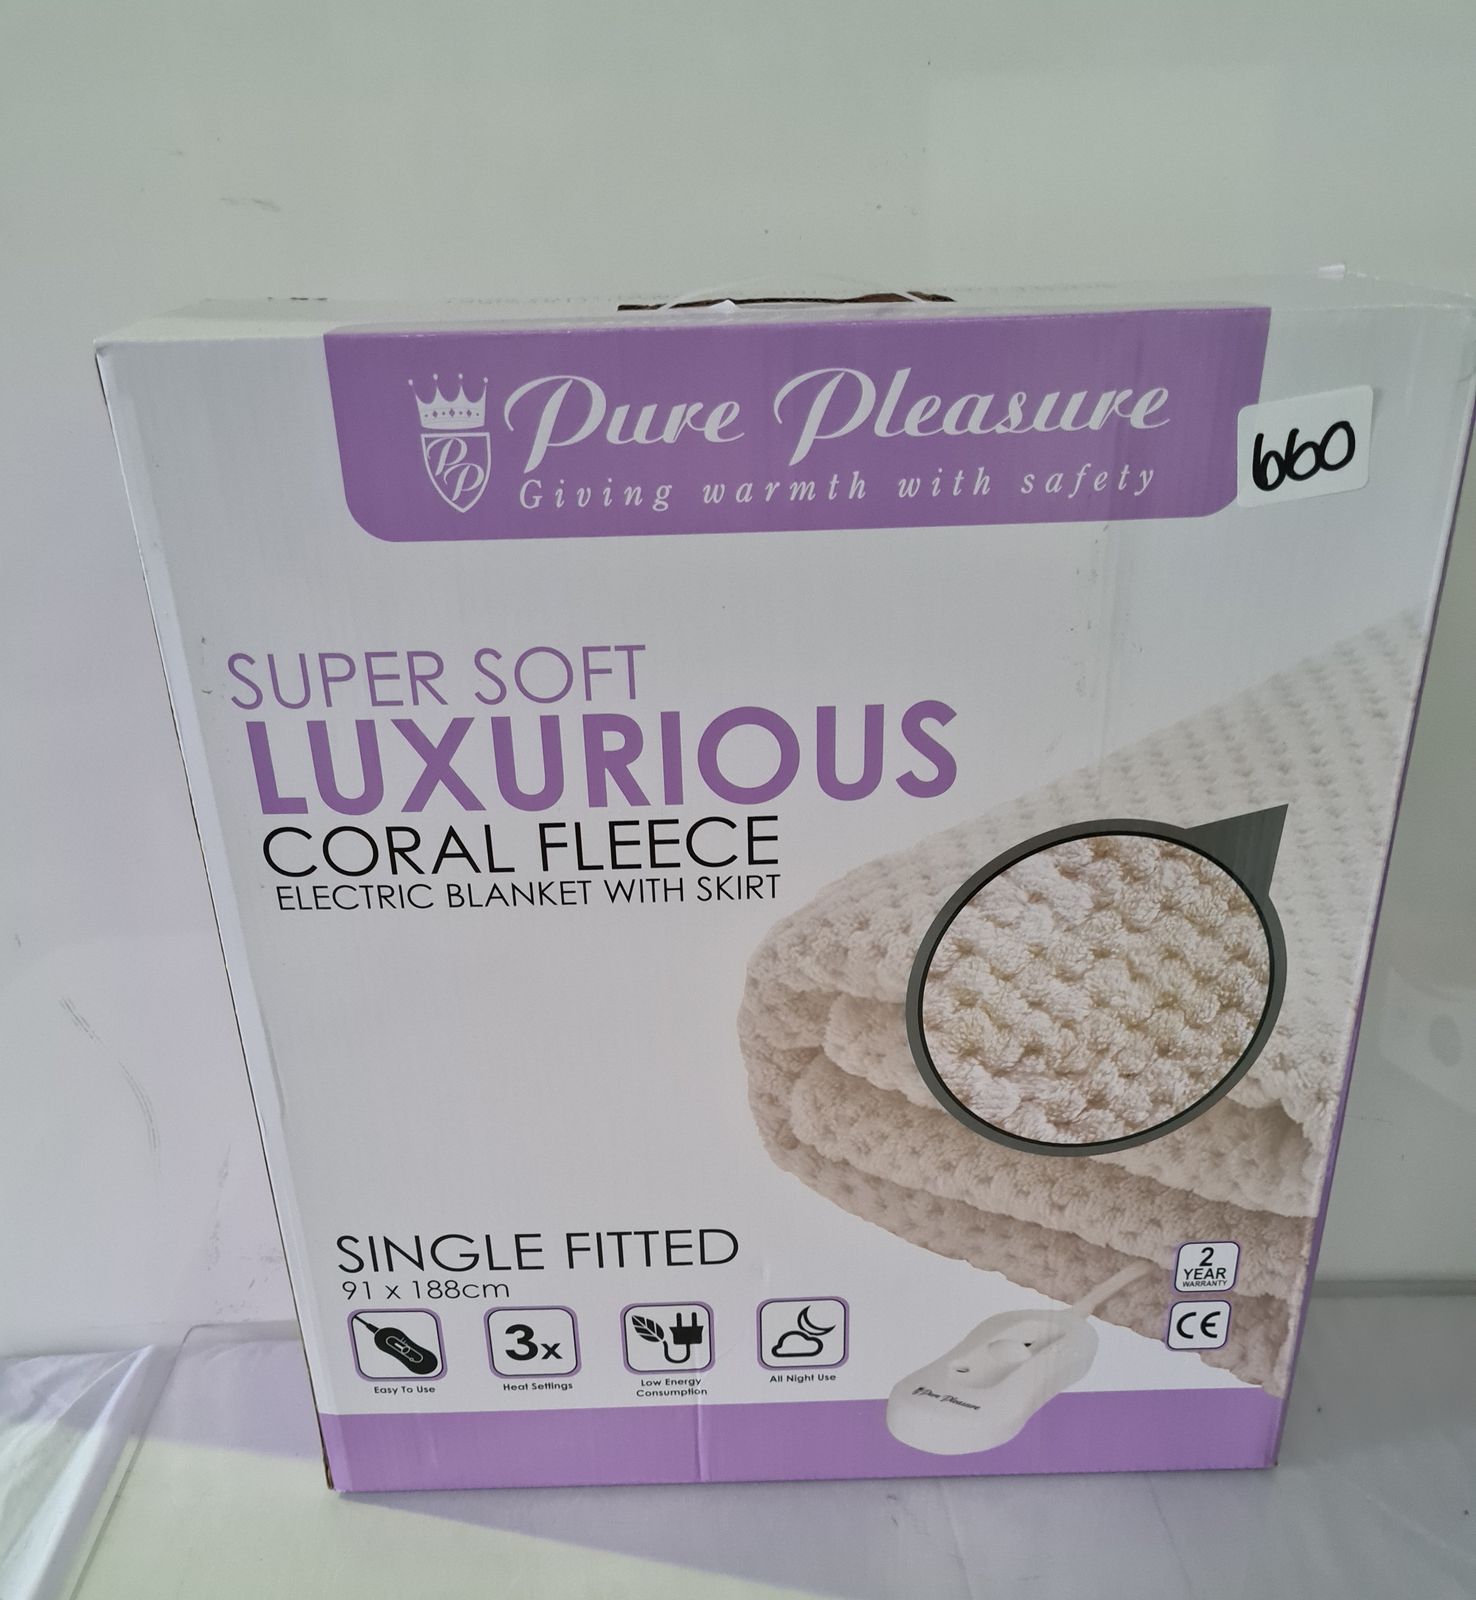 PP
Pure Pleasure
Giving warmth with safety
660
SUPER SOFT
LUXURIOUS
CORAL FLEECE
ELECTRIC BLANKET WITH SKIRT
SINGLE FITTED
91 x 188cm
3x
Easy To Use
Heat Settings
Low Energy
Consumption
All Night Use
2
YEAR
WARRANTY
CE
Pure Pleasure